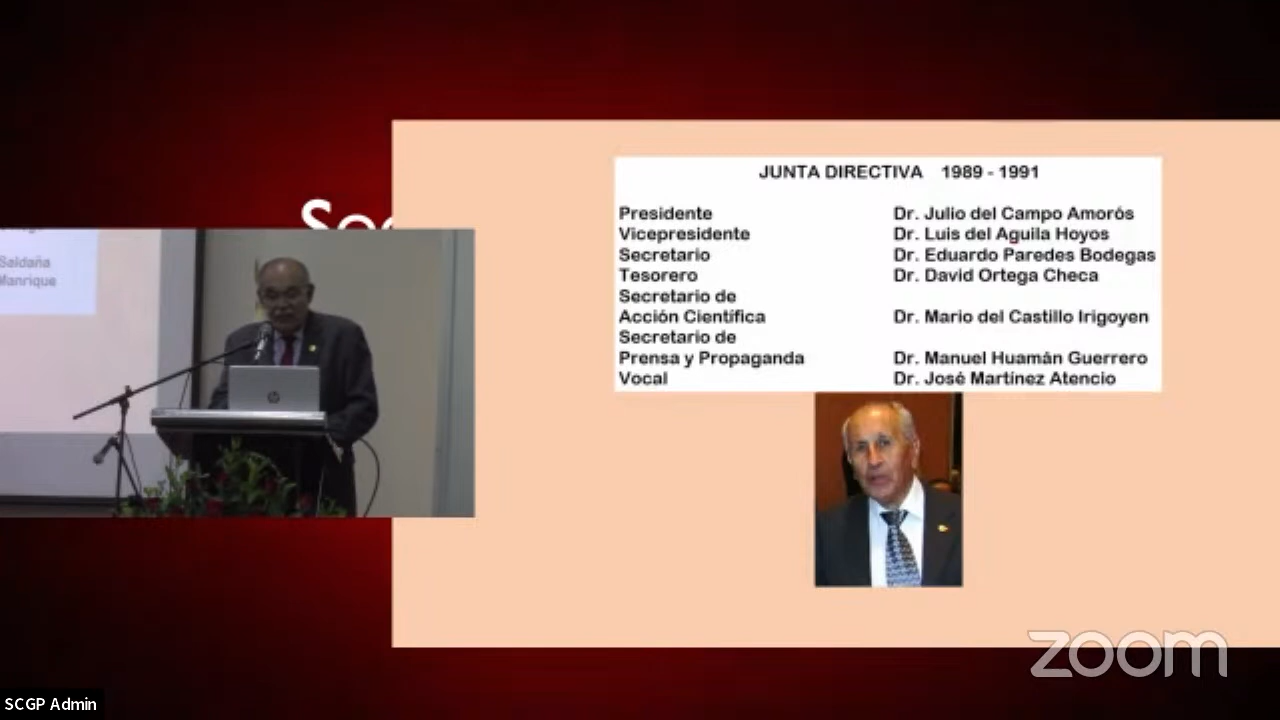 JUNTA DIRECTIVA 1989 - 1991
Presidente Dr. Julio del Campo Amorós
Vicepresidente Dr. Luis del Aguila Hoyos
Secretario Dr. Eduardo Paredes Bodegas
Tesorero Dr. David Ortega Checa
Secretario de
Acción Científica Dr. Mario del Castillo Irigoyen
Secretario de
Prensa y Propaganda Dr. Manuel Huamán Guerrero
Vocal Dr. José Martínez Atencio
Saldaña
Manrique
hp
zoom
SCGP Admin